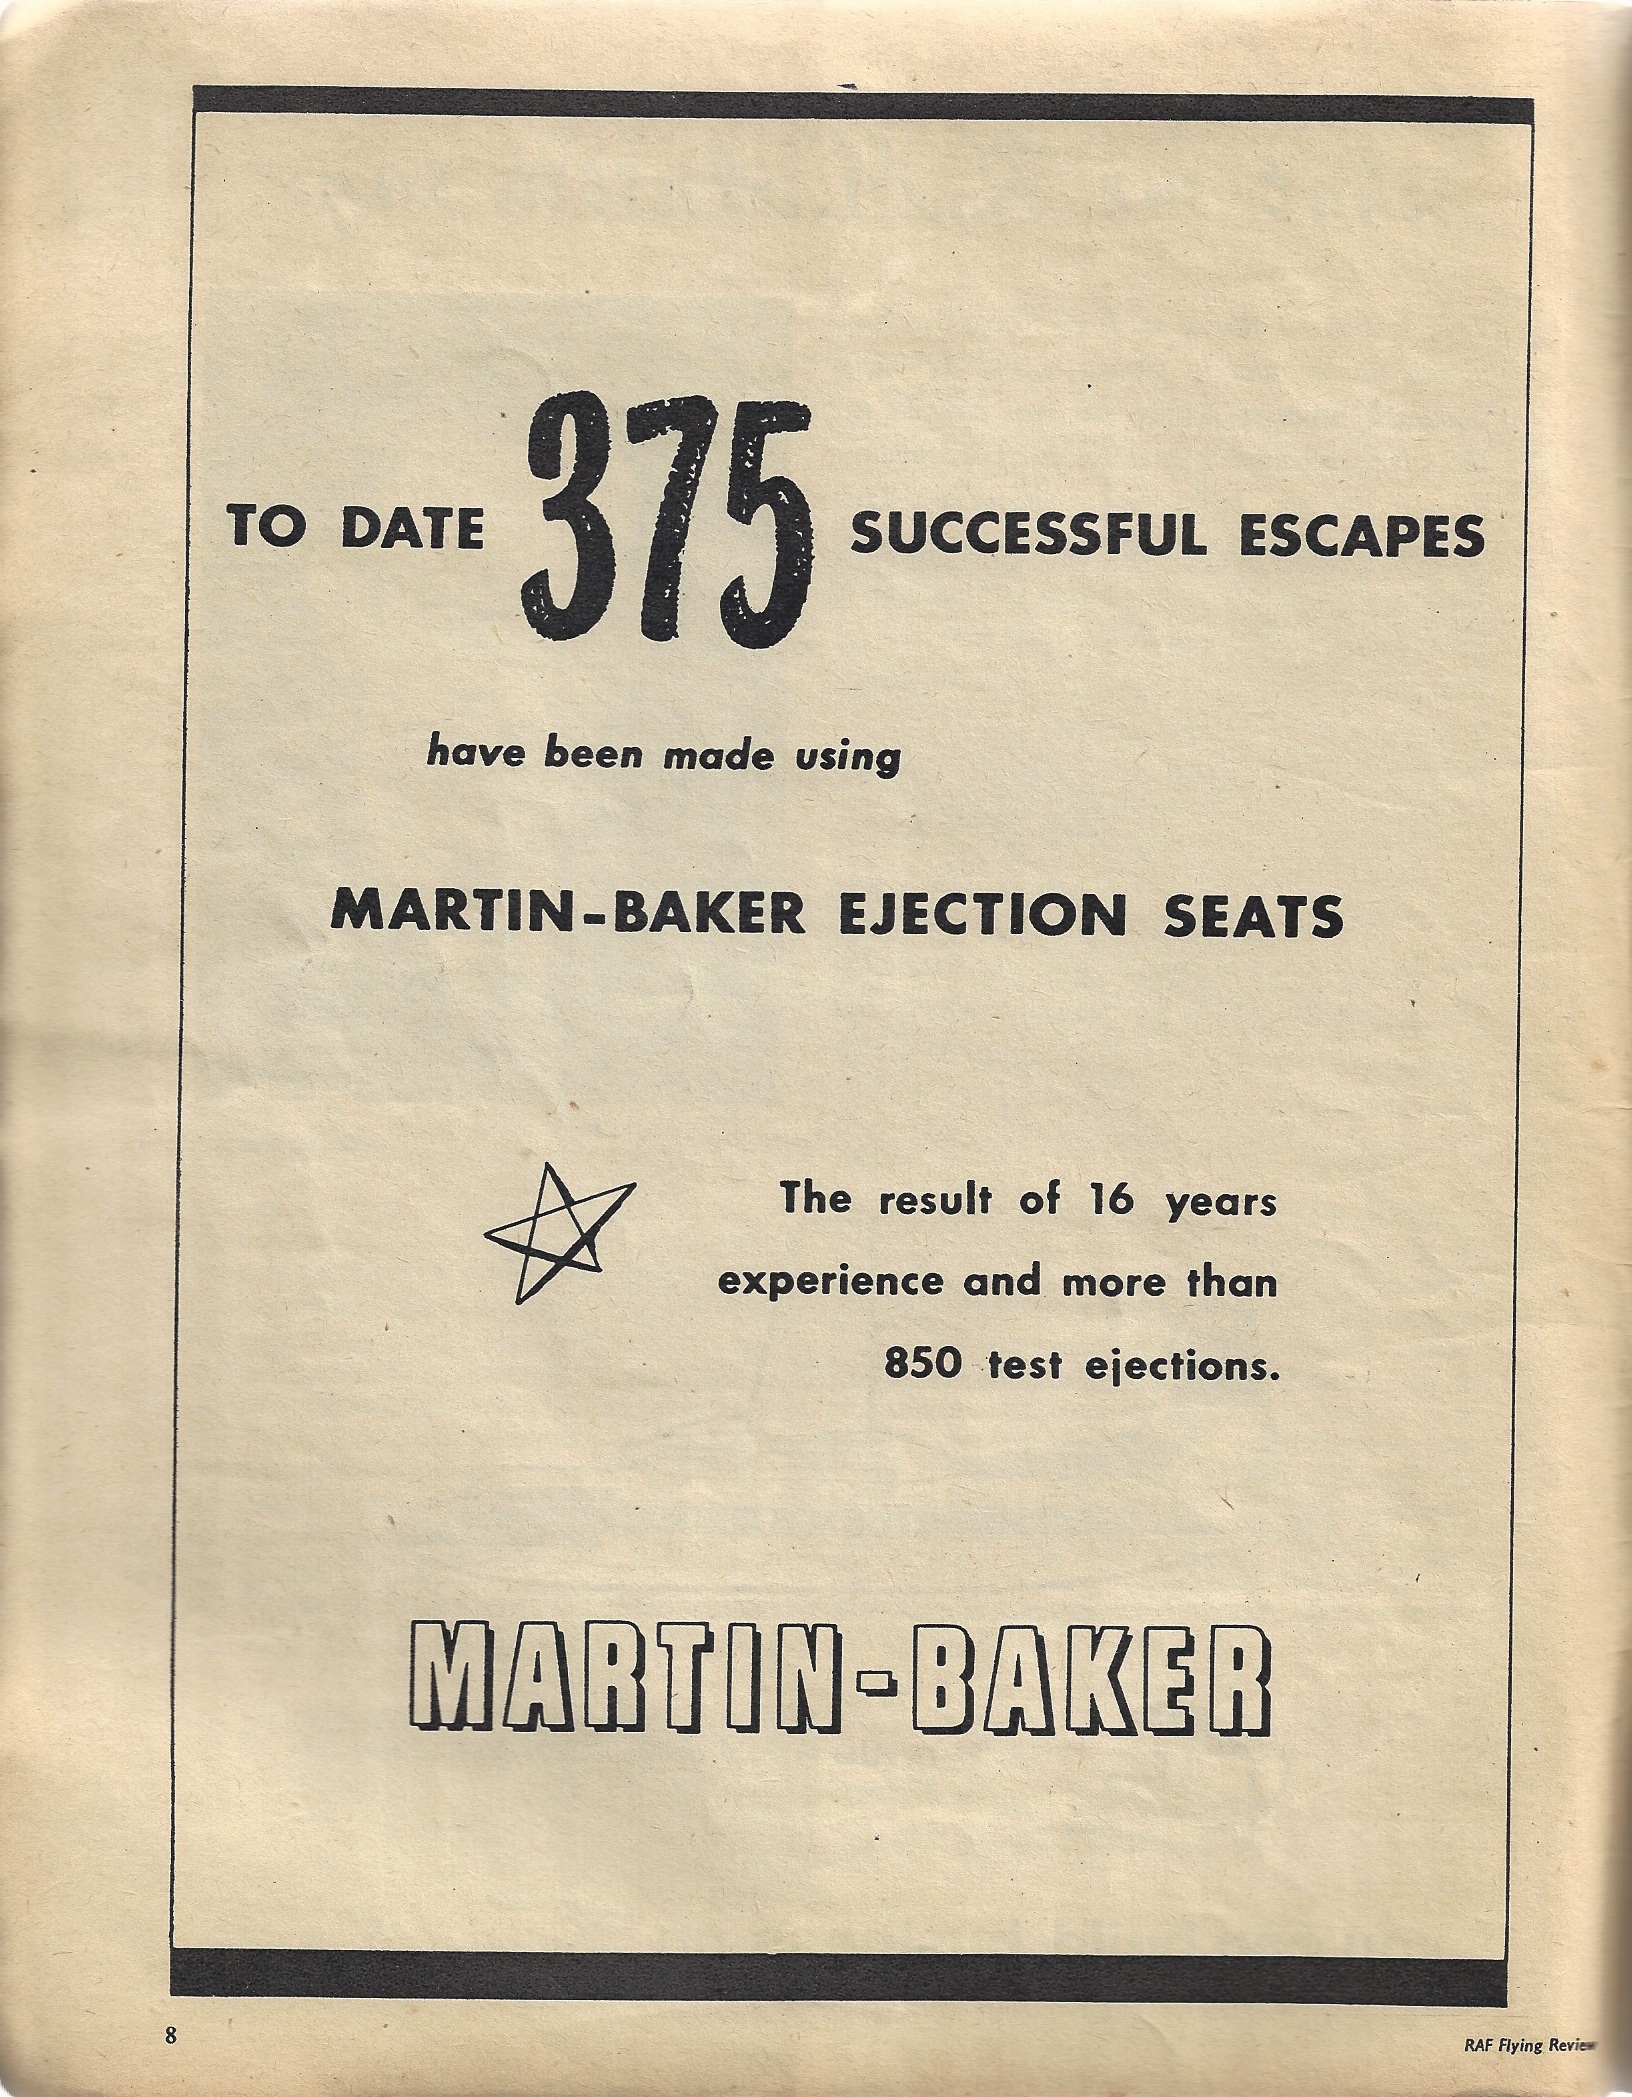 TO DATE 375 SUCCESSFUL ESCAPES
have been made using
MARTIN-BAKER EJECTION SEATS
The result of 16 years
experience and more than
850 test ejections.
MARTIN-BAKER
8
RAF Flying Review